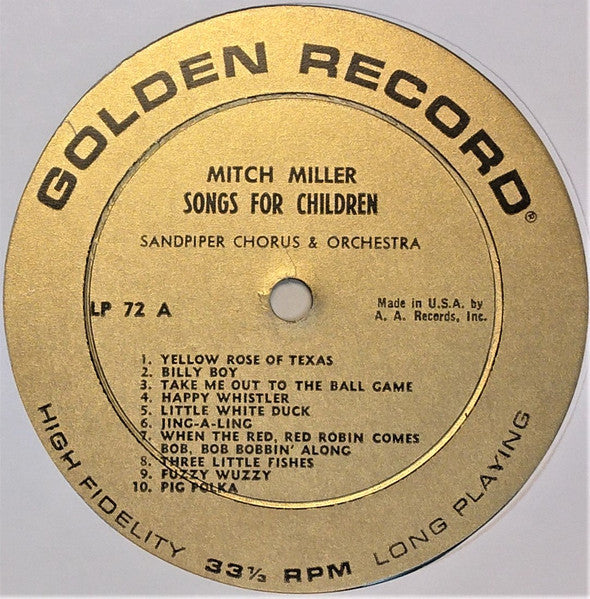 GOLDEN RECORD®
MITCH MILLER
SONGS FOR CHILDREN
SANDPIPER CHORUS & ORCHESTRA
LP 72 A
Made in U.S.A. by
A. A. Records, Inc.
1. YELLOW ROSE OF TEXAS
2. BILLY BOY
3. TAKE ME OUT TO THE BALL GAME
4. HAPPY WHISTLER
5. LITTLE WHITE DUCK
6. JING-A-LING
7. WHEN THE RED, RED ROBIN COMES
BOB, BOB BOBBIN' ALONG
8. THREE LITTLE FISHES
9. FUZZY WUZZY
10. PIG POLKA
HIGH FIDELITY 33⅓ RPM LONG PLAYING